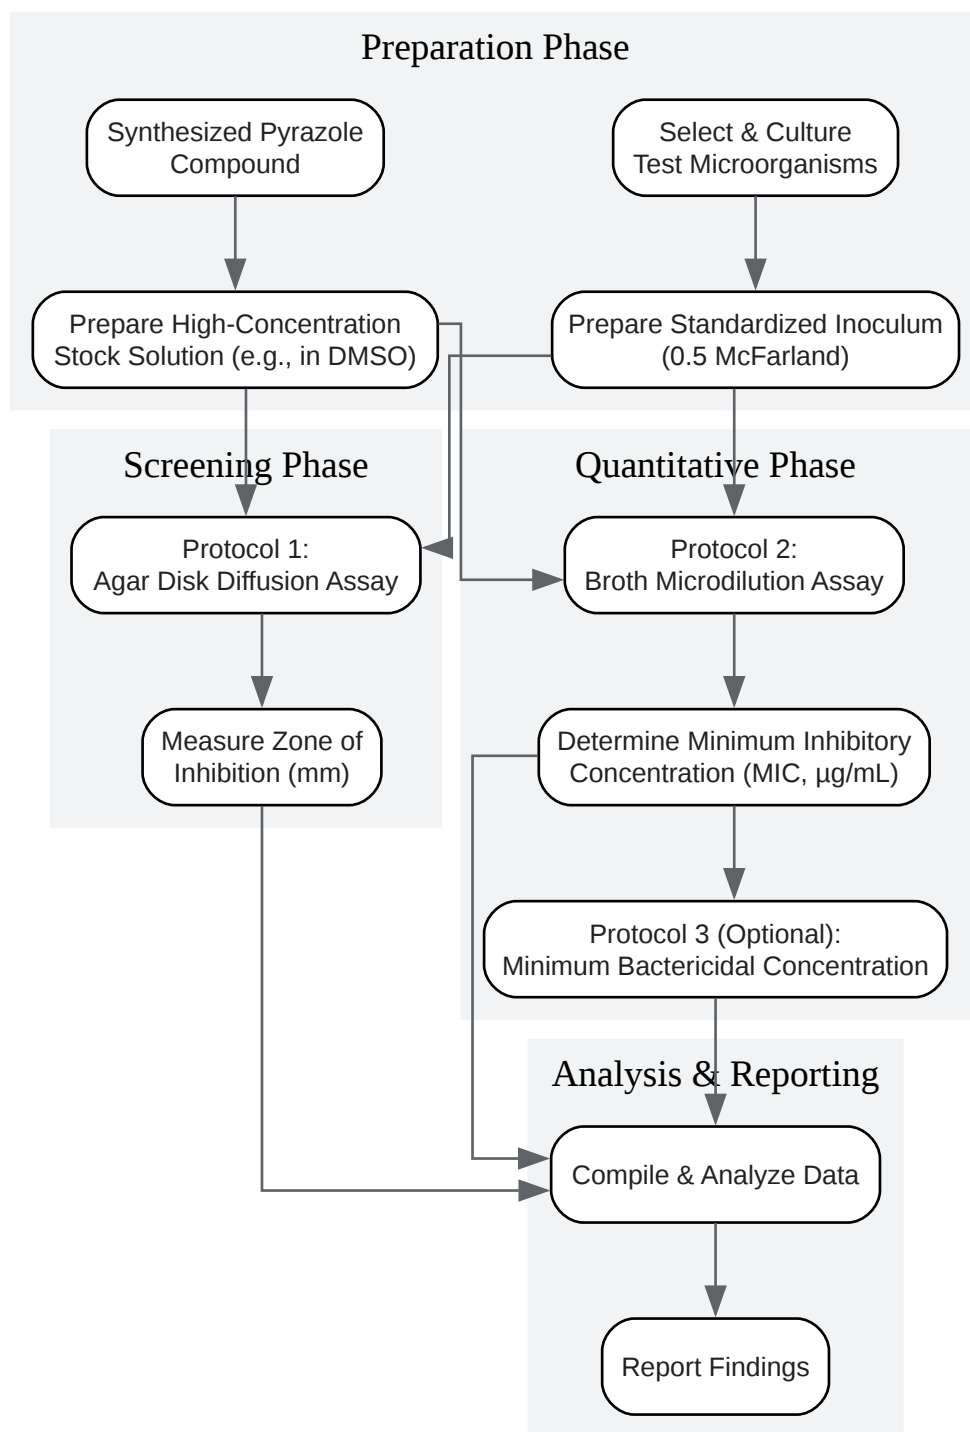 Preparation Phase
Synthesized Pyrazole
Compound
Select & Culture
Test Microorganisms
Prepare High-Concentration
Stock Solution (e.g., in DMSO)
Prepare Standardized Inoculum
(0.5 McFarland)
Screening Phase
Quantitative Phase
Protocol 1:
Agar Disk Diffusion Assay
Protocol 2:
Broth Microdilution Assay
Measure Zone of
Inhibition (mm)
Determine Minimum Inhibitory
Concentration (MIC, µg/mL)
Protocol 3 (Optional):
Minimum Bactericidal Concentration
Analysis & Reporting
Compile & Analyze Data
Report Findings